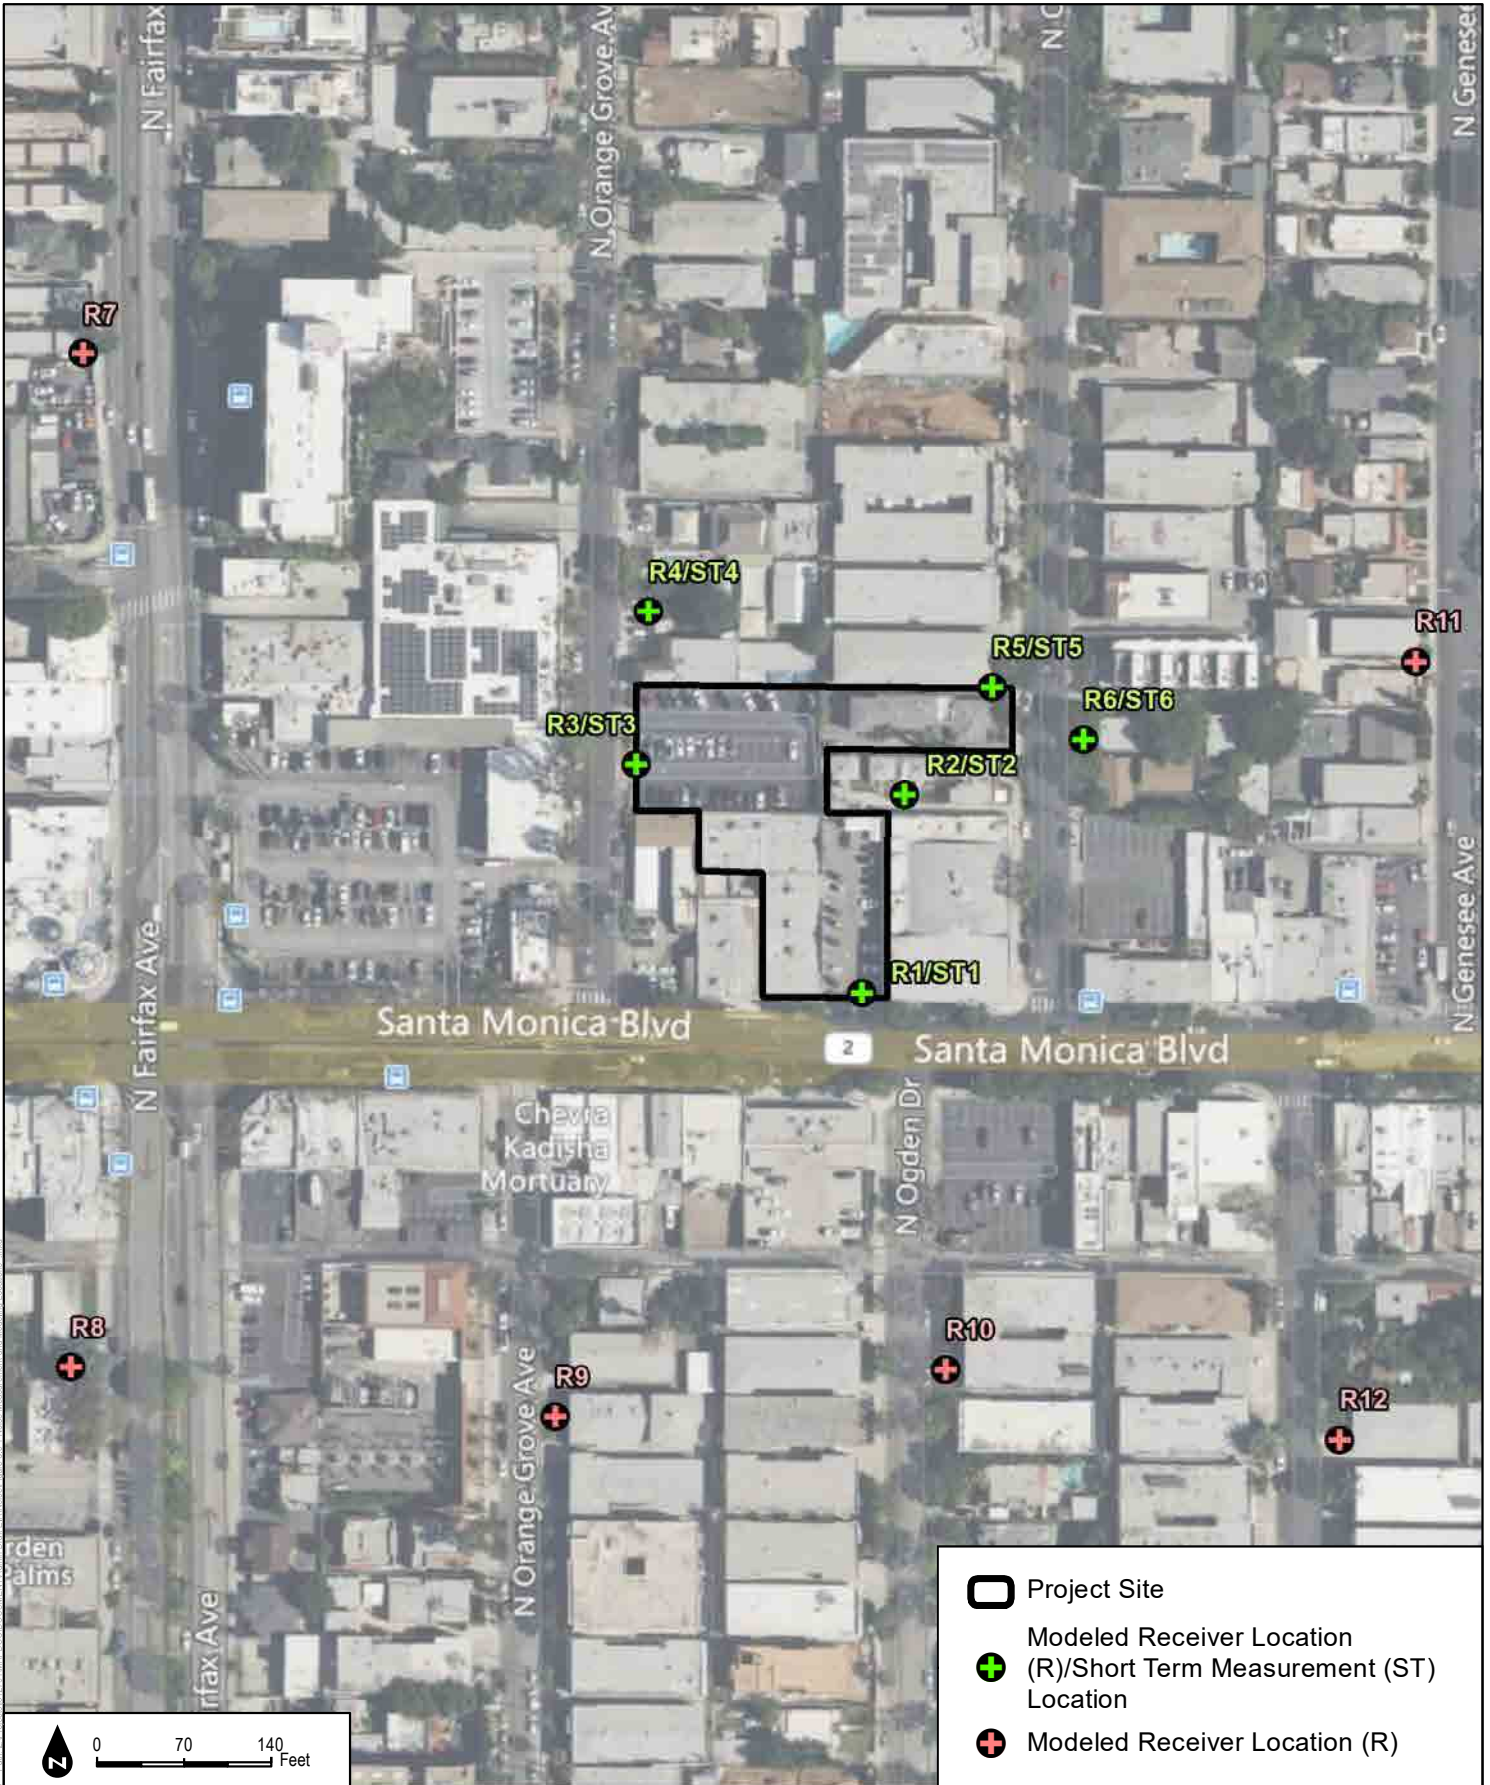 N Fairfax
N Orange Grove Av
N O
N Genesee
R7
R4/ST4
R11
R5/ST5
R6/ST6
R3/ST3
R2/ST2
N Genesee Ave
N Fairfax Ave
R1/ST1
Santa Monica Blvd
2
Santa Monica Blvd
Chevra
Kadisha
Mortuary
N Ogden Dr
R8
R10
R9
R12
N Orange Grove Ave
rden
Palms
rfax Ave
Project Site
Modeled Receiver Location
(R)/Short Term Measurement (ST)
Location
Modeled Receiver Location (R)
N
0 70 140
Feet